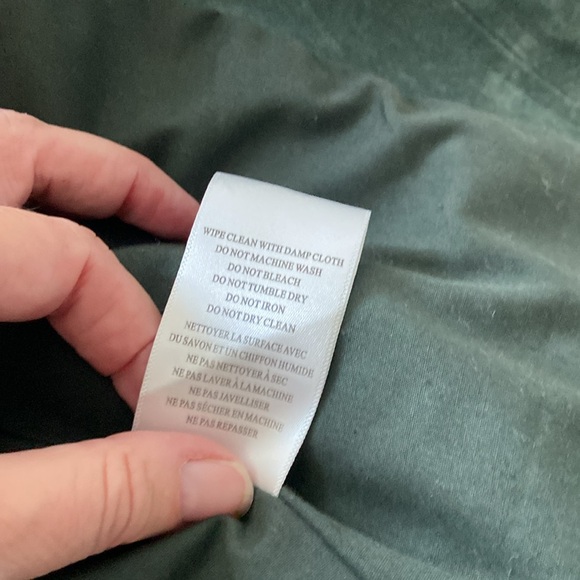 WIPE CLEAN WITH DAMP CLOTH
DO NOT MACHINE WASH
DO NOT BLEACH
DO NOT TUMBLE DRY
DO NOT IRON
DO NOT DRY CLEAN
NETTOYER LA SURFACE AVEC
DU SAVON ET UN CHIFFON HUMIDE
NE PAS NETTOYER À SEC
NE PAS LAVER À LA MACHINE
NE PAS JAVELLISER
NE PAS SÉCHER EN MACHINE
NE PAS REPASSER